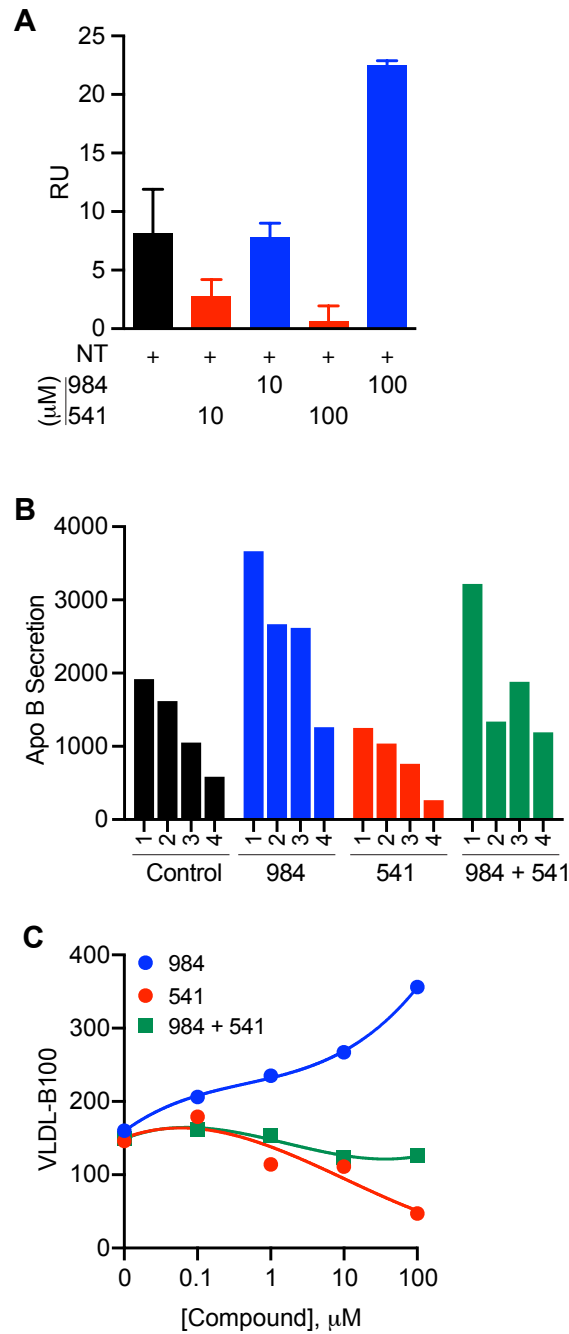 A
25
20
15
10
5
0
RU
NT + + + + +
(μM)
984 10 100
541 10 100
B
4000
3000
2000
1000
0
Apo B Secretion
1 2 3 4 1 2 3 4 1 2 3 4 1 2 3 4
Control 984 541 984 + 541
C
400
300
200
100
0
VLDL-B100
984
541
984 + 541
0 0.1 1 10 100
[Compound], μM